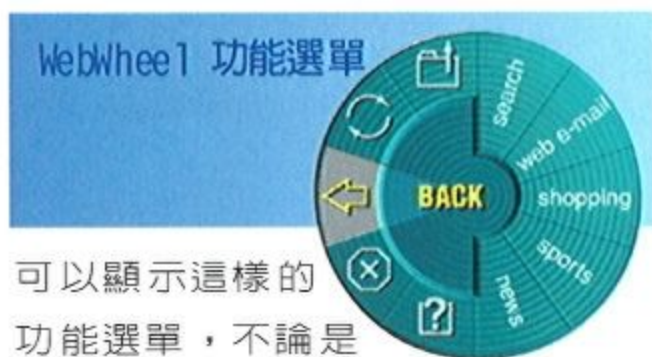 WebWheel 功能選單
search
web e-mail
shopping
sports
news
BACK
?
可以顯示這樣的
功能選單，不論是